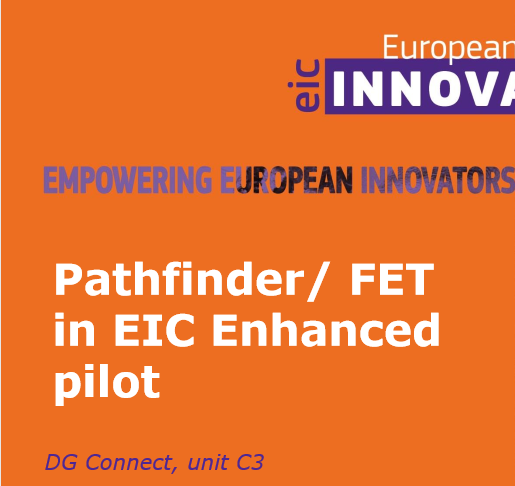 European
eic
INNOVA
EMPOWERING EUROPEAN INNOVATORS
Pathfinder/ FET
in EIC Enhanced
pilot
DG Connect, unit C3